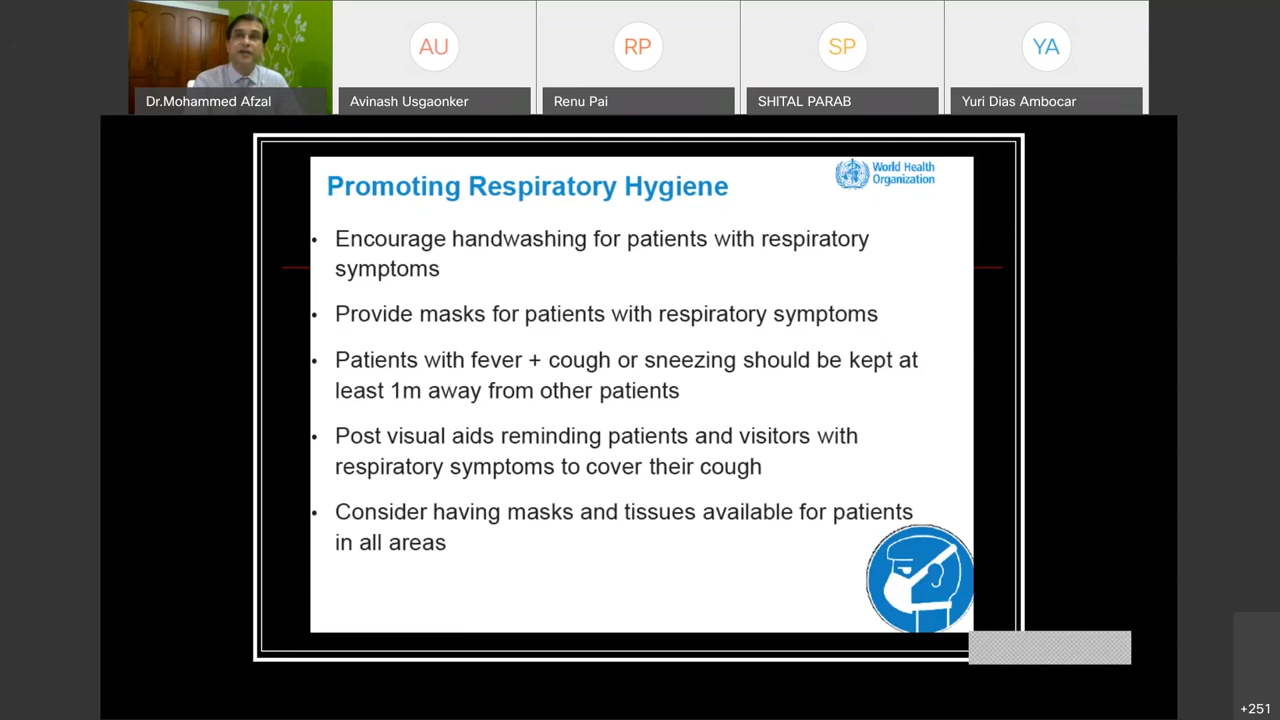 AU
RP
SP
YA
Dr.Mohammed Afzal
Avinash Usgaonker
Renu Pai
SHITAL PARAB
Yuri Dias Ambocar
World Health
Organization
Promoting Respiratory Hygiene
• Encourage handwashing for patients with respiratory
symptoms
• Provide masks for patients with respiratory symptoms
• Patients with fever + cough or sneezing should be kept at
least 1m away from other patients
• Post visual aids reminding patients and visitors with
respiratory symptoms to cover their cough
• Consider having masks and tissues available for patients
in all areas
+251